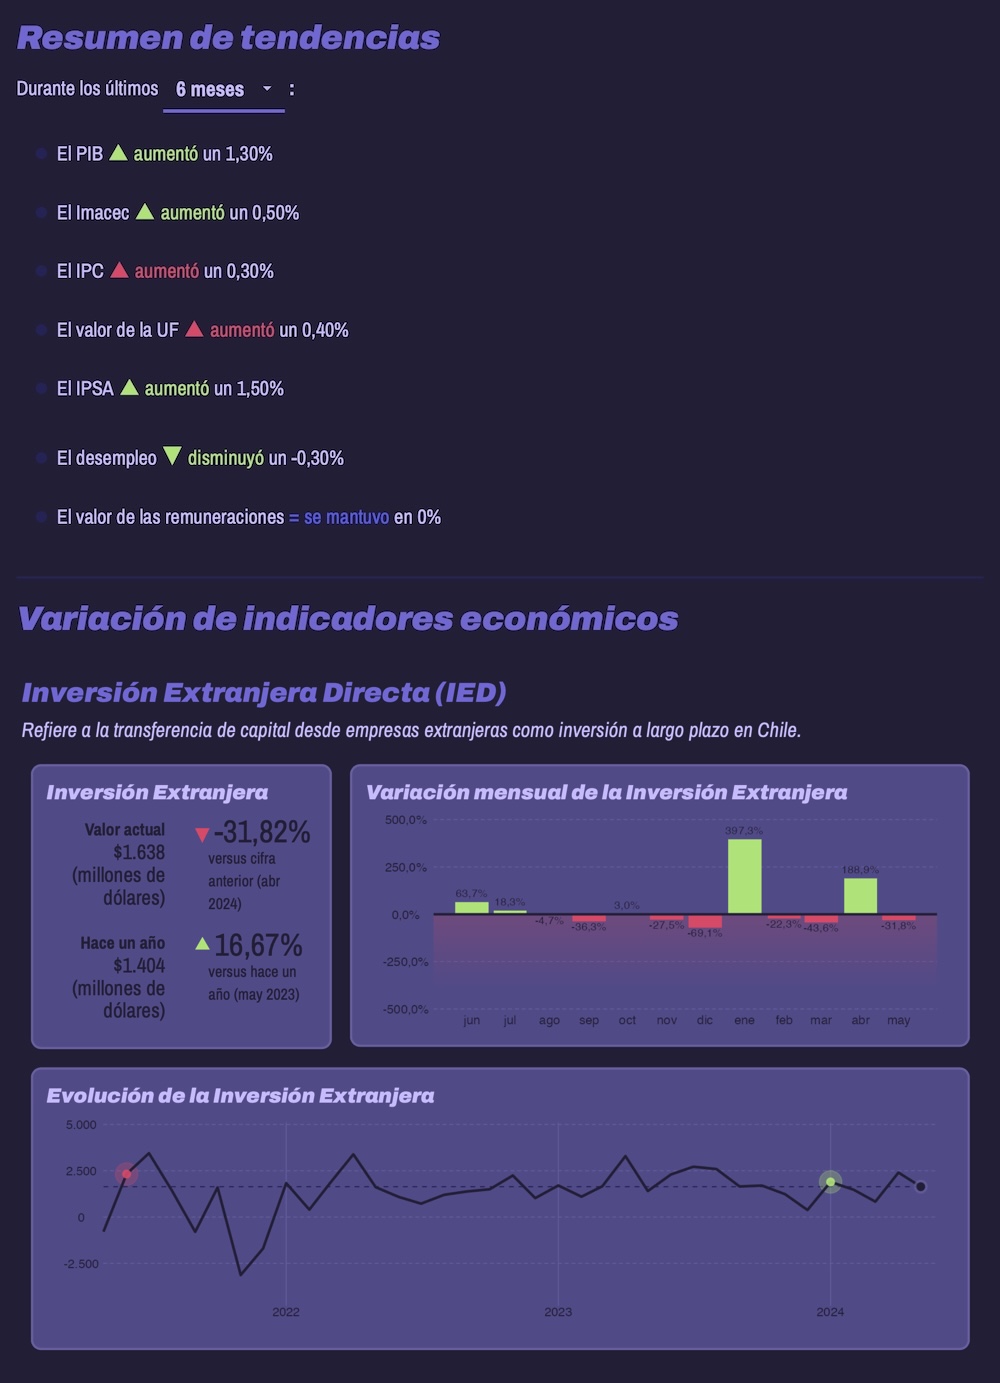 Resumen de tendencias
Durante los últimos 6 meses :
El PIB ▲ aumentó un 1,30%
El Imacec ▲ aumentó un 0,50%
El IPC ▲ aumentó un 0,30%
El valor de la UF ▲ aumentó un 0,40%
El IPSA ▲ aumentó un 1,50%
El desempleo ▼ disminuyó un -0,30%
El valor de las remuneraciones = se mantuvo en 0%
Variación de indicadores económicos
Inversión Extranjera Directa (IED)
Refiere a la transferencia de capital desde empresas extranjeras como inversión a largo plazo en Chile.
Inversión Extranjera
Valor actual
$1.638
(millones de
dólares)
▼-31,82%
versus cifra
anterior (abr
2024)
Hace un año
$1.404
(millones de
dólares)
▲16,67%
versus hace un
año (may 2023)
Variación mensual de la Inversión Extranjera
500,0%
250,0%
0,0%
-250,0%
-500,0%
63,7%
18,3%
-4,7%
-36,3%
3,0%
-27,5%
-69,1%
397,3%
-22,3%
-43,6%
188,9%
-31,8%
jun jul ago sep oct nov dic ene feb mar abr may
Evolución de la Inversión Extranjera
5.000
2.500
0
-2.500
2022 2023 2024